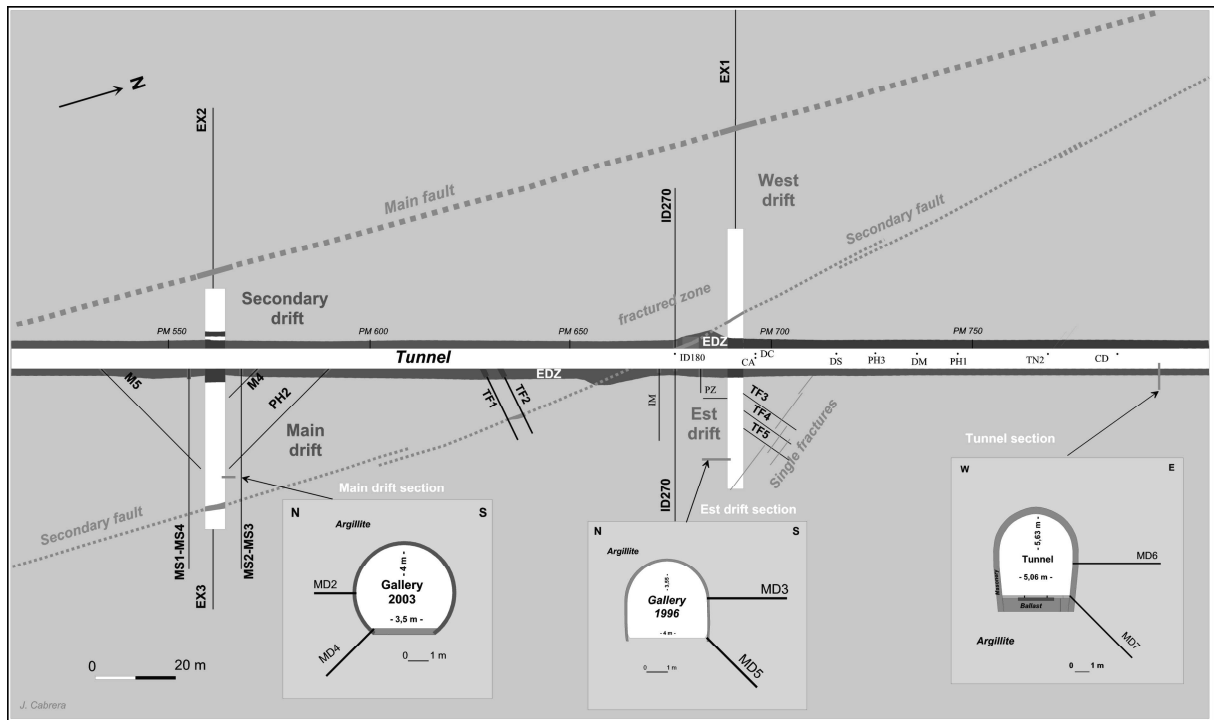 N
EX2
EX1
Main fault
West
drift
ID270
Secondary fault
Secondary
drift
fractured zone
PM 550
PM 600
PM 650
PM 700
PM 750
EDZ
Tunnel
ID180
CA
DC
DS
PH3
DM
PH1
TN2
CD
EDZ
M5
M4
PH2
TF1
TF2
IM
PZ
TF3
TF4
TF5
Est
drift
Single fractures
Main
drift
Secondary fault
MS1-MS4
MS2-MS3
EX3
ID270
Main drift section
Est drift section
Tunnel section
N
S
Argillite
- 4 m -
Gallery
2003
- 3,5 m -
MD2
MD4
0 1 m
N
S
Argillite
- 3,55 -
Gallery
1996
- 4 m -
MD3
MD5
0 1 m
W
E
- 5,63 m -
Tunnel
- 5,06 m -
Masonry
Ballast
MD6
MD7
Argillite
0 1 m
0 20 m
J. Cabrera